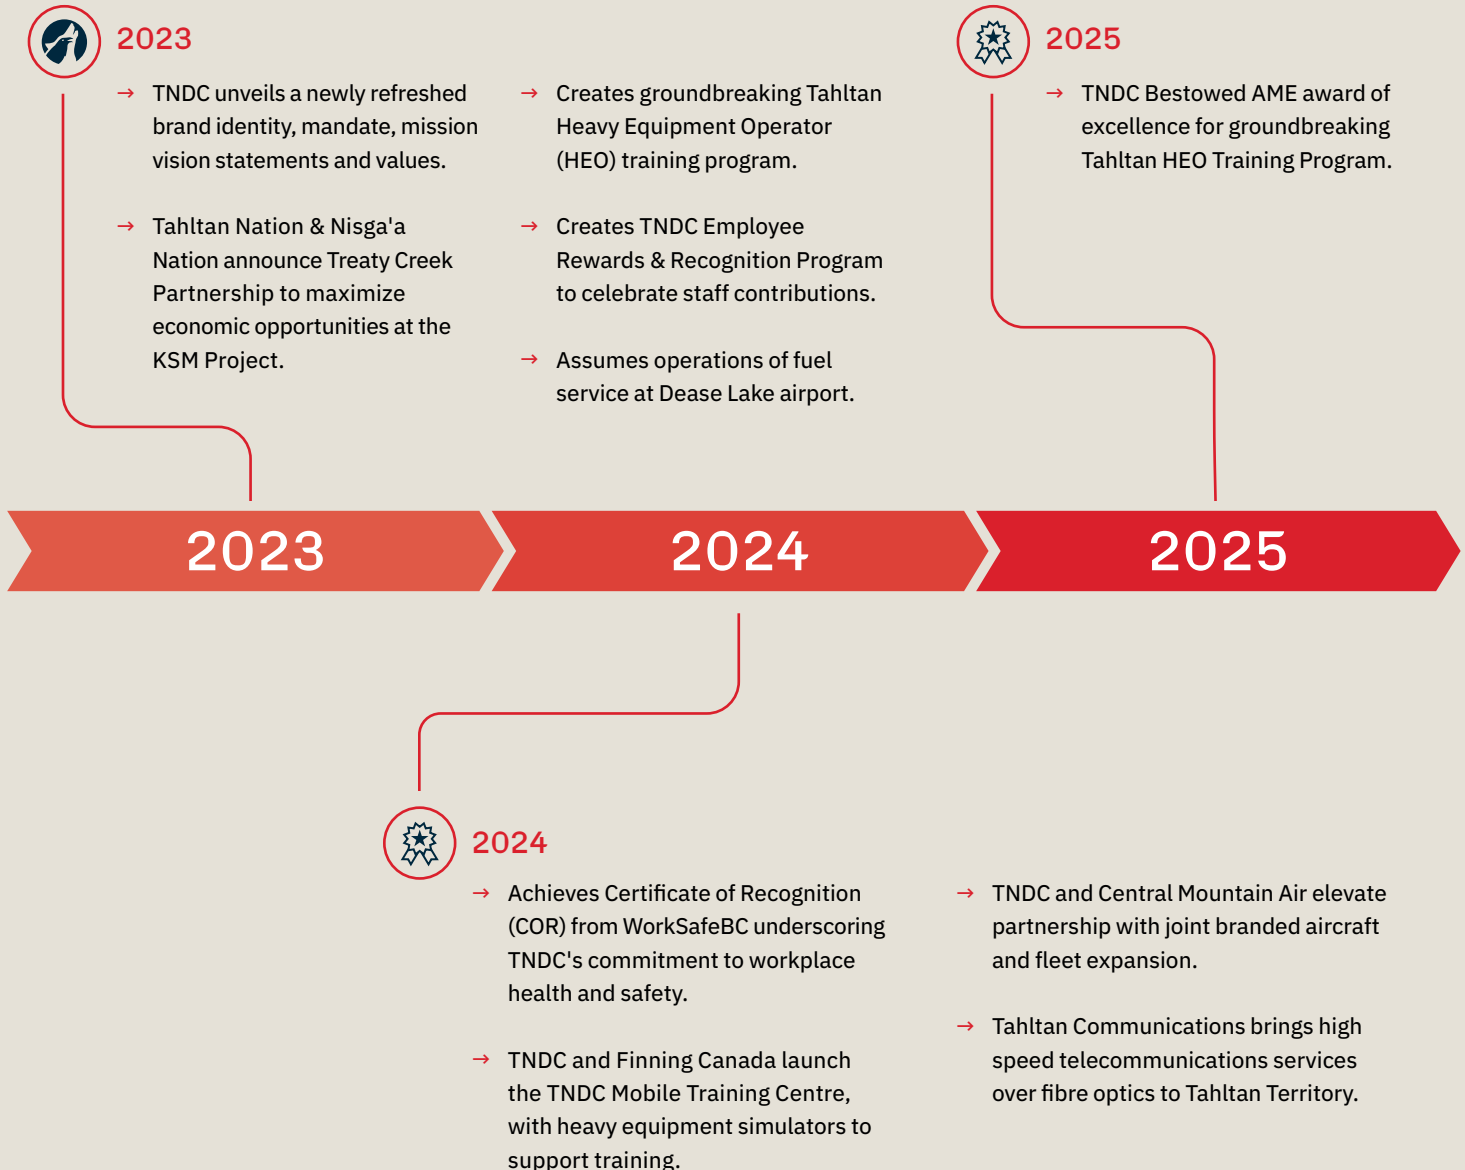 2023
→ TNDC unveils a newly refreshed
brand identity, mandate, mission
vision statements and values.
→ Tahltan Nation & Nisga'a
Nation announce Treaty Creek
Partnership to maximize
economic opportunities at the
KSM Project.
→ Creates groundbreaking Tahltan
Heavy Equipment Operator
(HEO) training program.
→ Creates TNDC Employee
Rewards & Recognition Program
to celebrate staff contributions.
→ Assumes operations of fuel
service at Dease Lake airport.
2025
→ TNDC Bestowed AME award of
excellence for groundbreaking
Tahltan HEO Training Program.
2023
2024
2025
2024
→ Achieves Certificate of Recognition
(COR) from WorkSafeBC underscoring
TNDC's commitment to workplace
health and safety.
→ TNDC and Finning Canada launch
the TNDC Mobile Training Centre,
with heavy equipment simulators to
support training.
→ TNDC and Central Mountain Air elevate
partnership with joint branded aircraft
and fleet expansion.
→ Tahltan Communications brings high
speed telecommunications services
over fibre optics to Tahltan Territory.